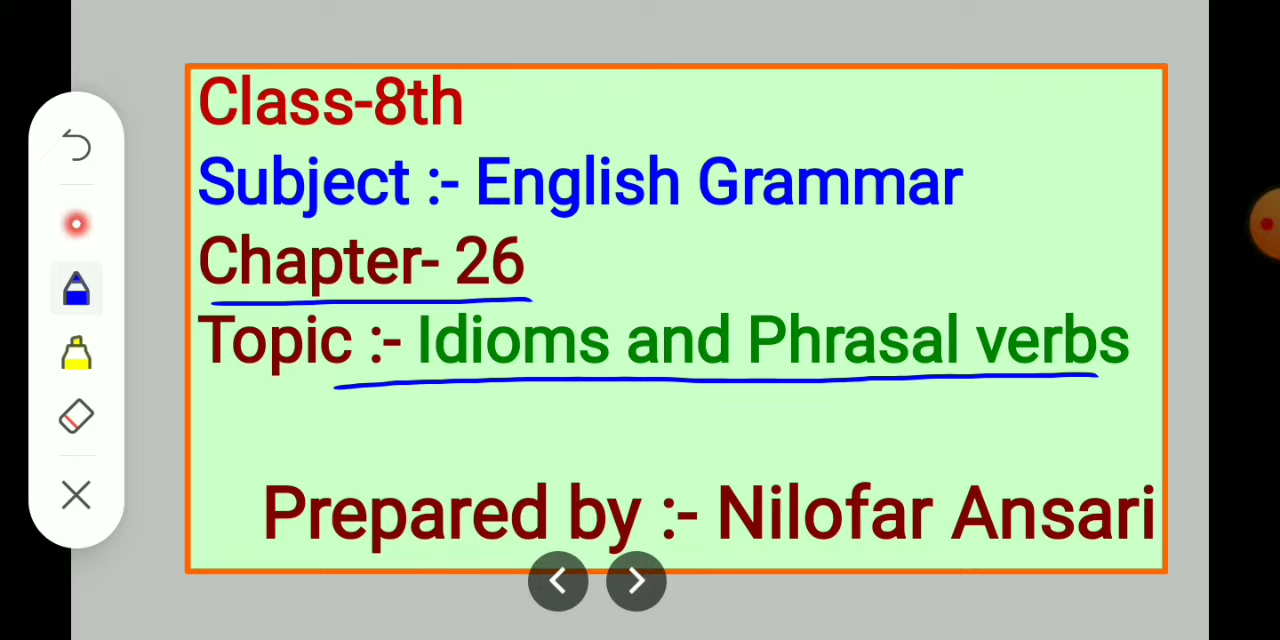 Class-8th
Subject :- English Grammar
Chapter- 26
Topic :- Idioms and Phrasal verbs
Prepared by :- Nilofar Ansari